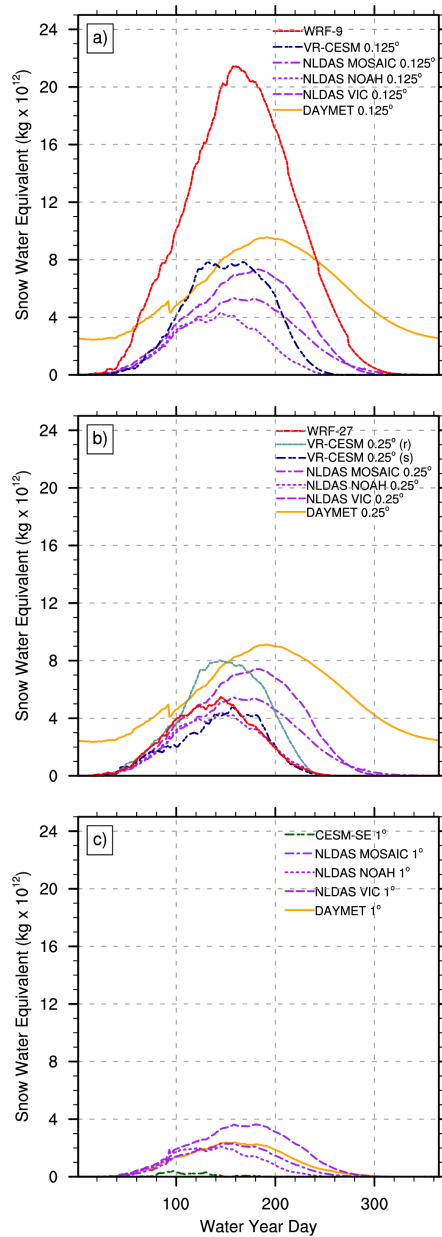 a)
WRF-9
VR-CESM 0.125°
NLDAS MOSAIC 0.125°
NLDAS NOAH 0.125°
NLDAS VIC 0.125°
DAYMET 0.125°
24
20
16
12
8
4
0
Snow Water Equivalent (kg x 10¹²)
b)
WRF-27
VR-CESM 0.25° (r)
VR-CESM 0.25° (s)
NLDAS MOSAIC 0.25°
NLDAS NOAH 0.25°
NLDAS VIC 0.25°
DAYMET 0.25°
24
20
16
12
8
4
0
Snow Water Equivalent (kg x 10¹²)
c)
CESM-SE 1°
NLDAS MOSAIC 1°
NLDAS NOAH 1°
NLDAS VIC 1°
DAYMET 1°
24
20
16
12
8
4
0
Snow Water Equivalent (kg x 10¹²)
100 200 300
Water Year Day